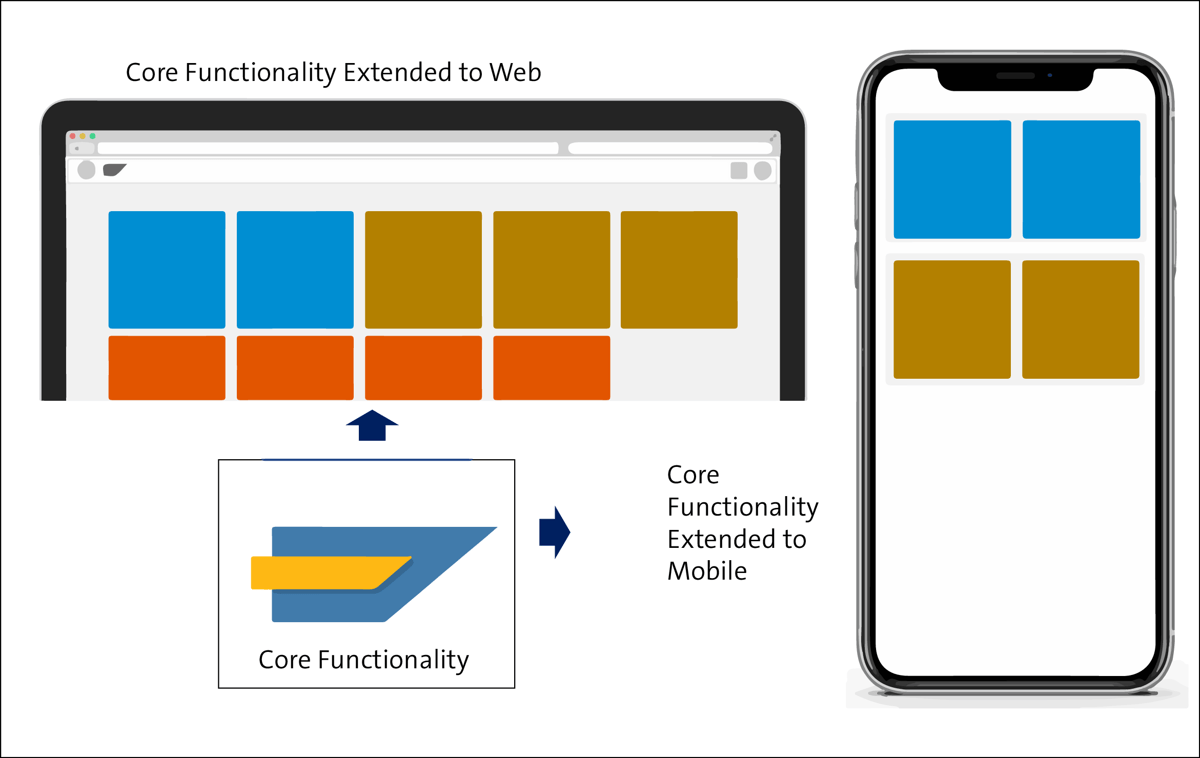 Core Functionality Extended to Web
Core Functionality
Core
Functionality
Extended to
Mobile